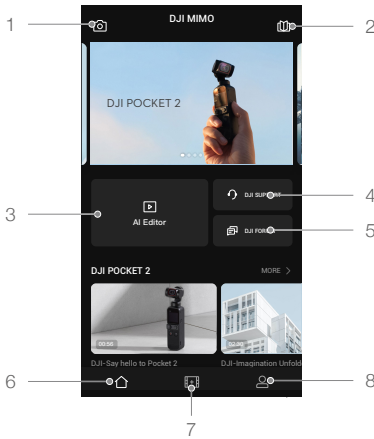 1
DJI MIMO
2
DJI POCKET 2
3
AI Editor
4
DJI SUPPORT
5
DJI FORUM
DJI POCKET 2
MORE
00:56
DJI-Say hello to Pocket 2
DJI-Imagination Unfold
6
7
8